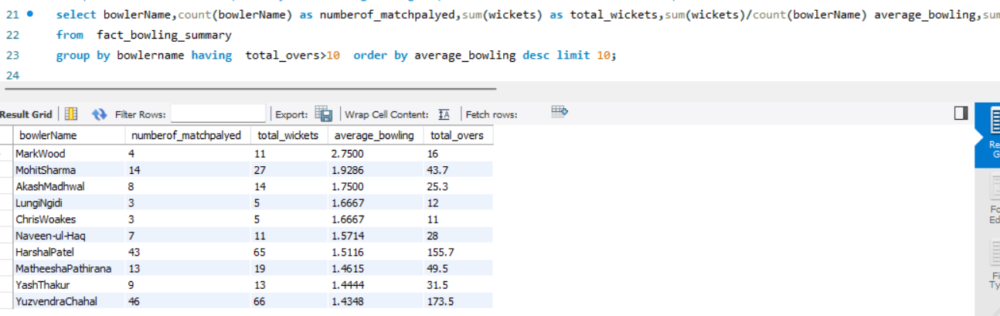 21 select bowlerName,count(bowlerName) as numberof_matchpalyed,sum(wickets) as total_wickets,sum(wickets)/count(bowlerName) average_bowling,sum
22 from fact_bowling_summary
23 group by bowlername having total_overs>10 order by average_bowling desc limit 10;
24
Result Grid Filter Rows: Export: Wrap Cell Content: Fetch rows:
bowlerName numberof_matchpalyed total_wickets average_bowling total_overs
MarkWood 4 11 2.7500 16
MohitSharma 14 27 1.9286 43.7
AkashMadhwal 8 14 1.7500 25.3
LungiNgidi 3 5 1.6667 12
ChrisWoakes 3 5 1.6667 11
Naveen-ul-Haq 7 11 1.5714 28
HarshalPatel 43 65 1.5116 155.7
MatheeshaPathirana 13 19 1.4615 49.5
YashThakur 9 13 1.4444 31.5
YuzvendraChahal 46 66 1.4348 173.5